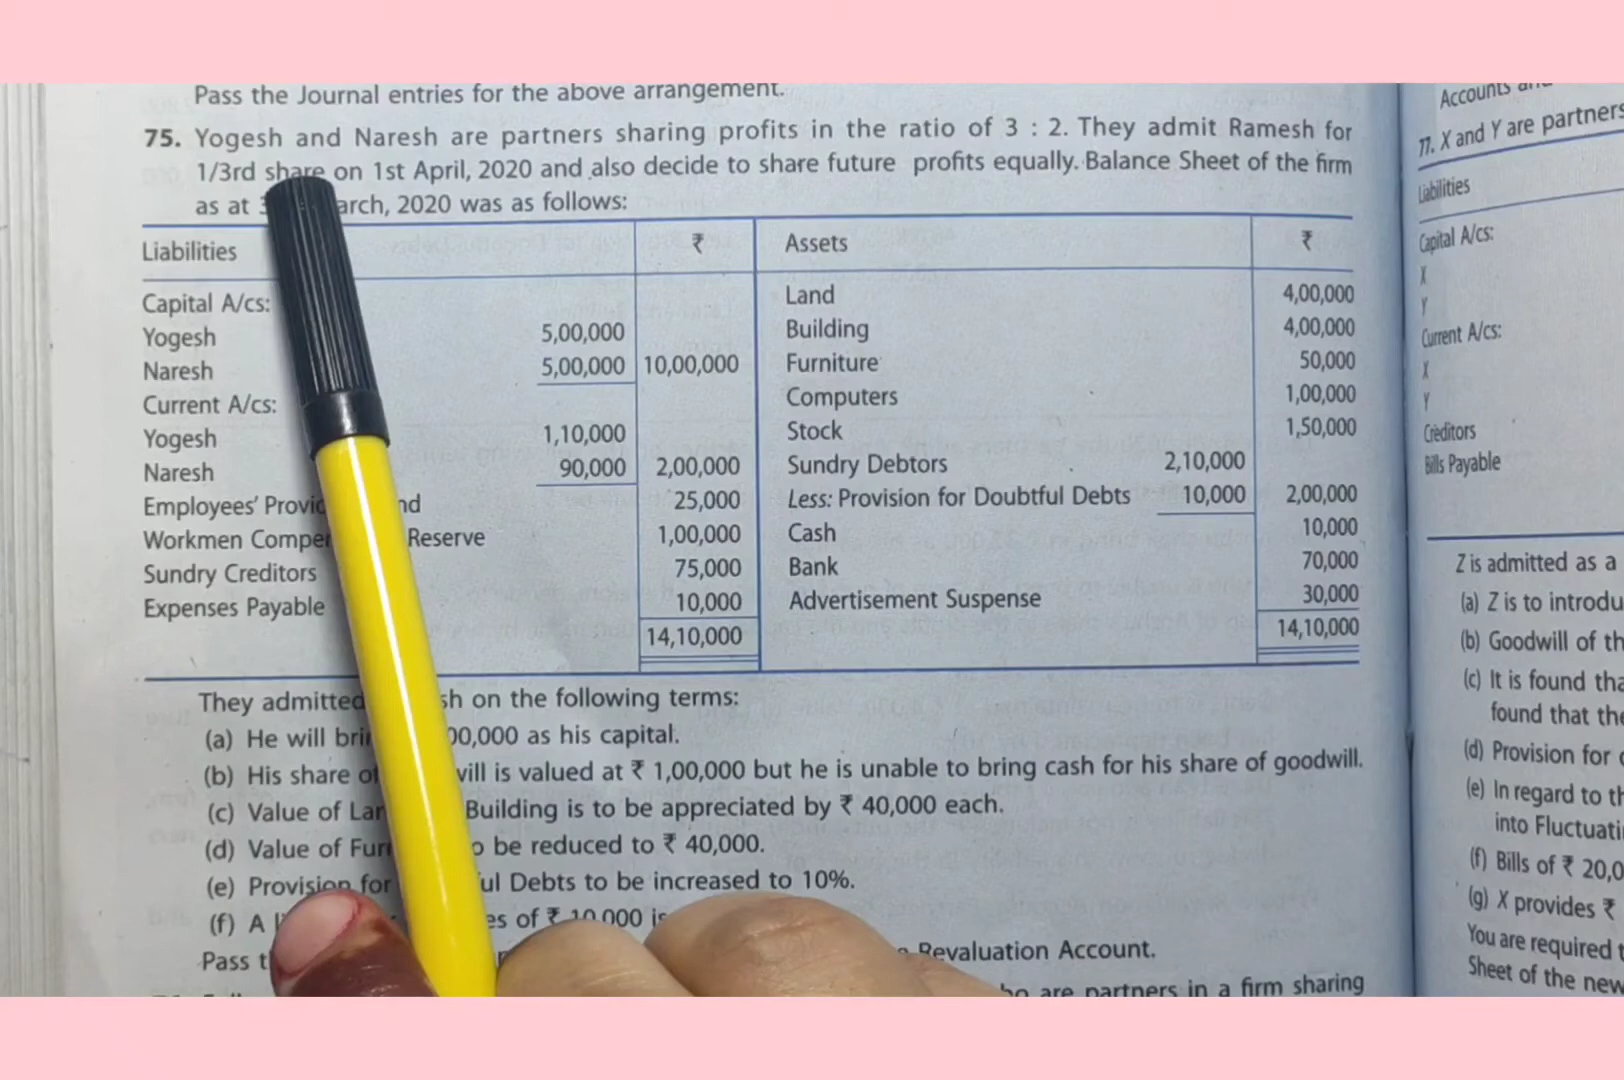 Pass the Journal entries for the above arrangement.
75. Yogesh and Naresh are partners sharing profits in the ratio of 3 : 2. They admit Ramesh for
1/3rd share on 1st April, 2020 and also decide to share future profits equally. Balance Sheet of the firm
as at arch, 2020 was as follows:
Liabilities ₹ Assets ₹
Capital A/cs: Land 4,00,000
Yogesh 5,00,000 Building 4,00,000
Naresh 5,00,000 10,00,000 Furniture 50,000
Current A/cs: Computers 1,00,000
Yogesh 1,10,000 Stock 1,50,000
Naresh 90,000 2,00,000 Sundry Debtors 2,10,000
Employees' Provid nd 25,000 Less: Provision for Doubtful Debts 10,000 2,00,000
Workmen Compen Reserve 1,00,000 Cash 10,000
Sundry Creditors 75,000 Bank 70,000
Expenses Payable 10,000 Advertisement Suspense 30,000
14,10,000 14,10,000
They admitted sh on the following terms:
(a) He will bri 00,000 as his capital.
(b) His share of will is valued at ₹ 1,00,000 but he is unable to bring cash for his share of goodwill.
(c) Value of Lan Building is to be appreciated by ₹ 40,000 each.
(d) Value of Furn o be reduced to ₹ 40,000.
(e) Provision for ul Debts to be increased to 10%.
(f) A l es of ₹ 10,000 is
Pass t Revaluation Account.
who are partners in a firm sharing
Accounts
77. X and Y are partners
Liabilities
Capital A/cs:
X
Y
Current A/cs:
X
Y
Creditors
Bills Payable
Z is admitted as a
(a) Z is to introdu
(b) Goodwill of th
(c) It is found tha
found that the
(d) Provision for
(e) In regard to th
into Fluctuati
(f) Bills of ₹ 20,0
(g) X provides ₹
You are required t
Sheet of the new